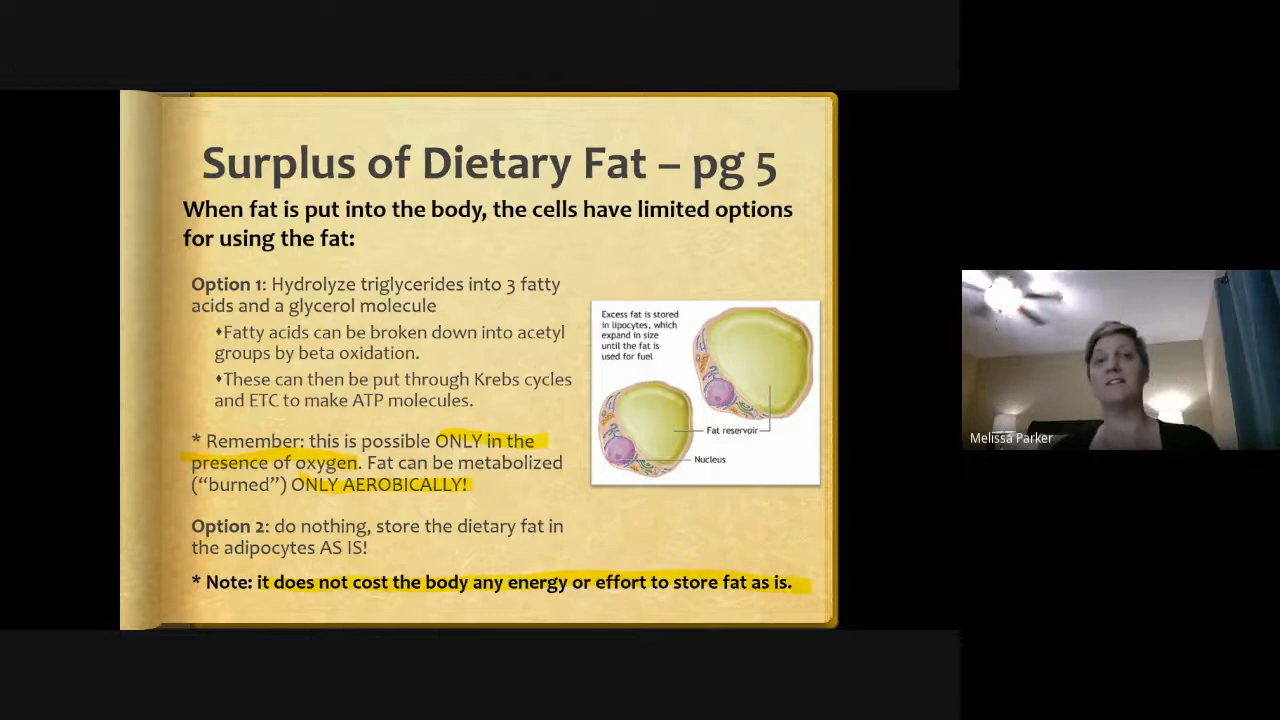 Surplus of Dietary Fat – pg 5
When fat is put into the body, the cells have limited options
for using the fat:
Option 1: Hydrolyze triglycerides into 3 fatty
acids and a glycerol molecule
♦Fatty acids can be broken down into acetyl
groups by beta oxidation.
♦These can then be put through Krebs cycles
and ETC to make ATP molecules.
* Remember: this is possible ONLY in the
presence of oxygen. Fat can be metabolized
(“burned”) ONLY AEROBICALLY!
Option 2: do nothing, store the dietary fat in
the adipocytes AS IS!
* Note: it does not cost the body any energy or effort to store fat as is.
Excess fat is stored
in lipocytes, which
expand in size
until the fat is
used for fuel
Fat reservoir
Nucleus
Melissa Parker